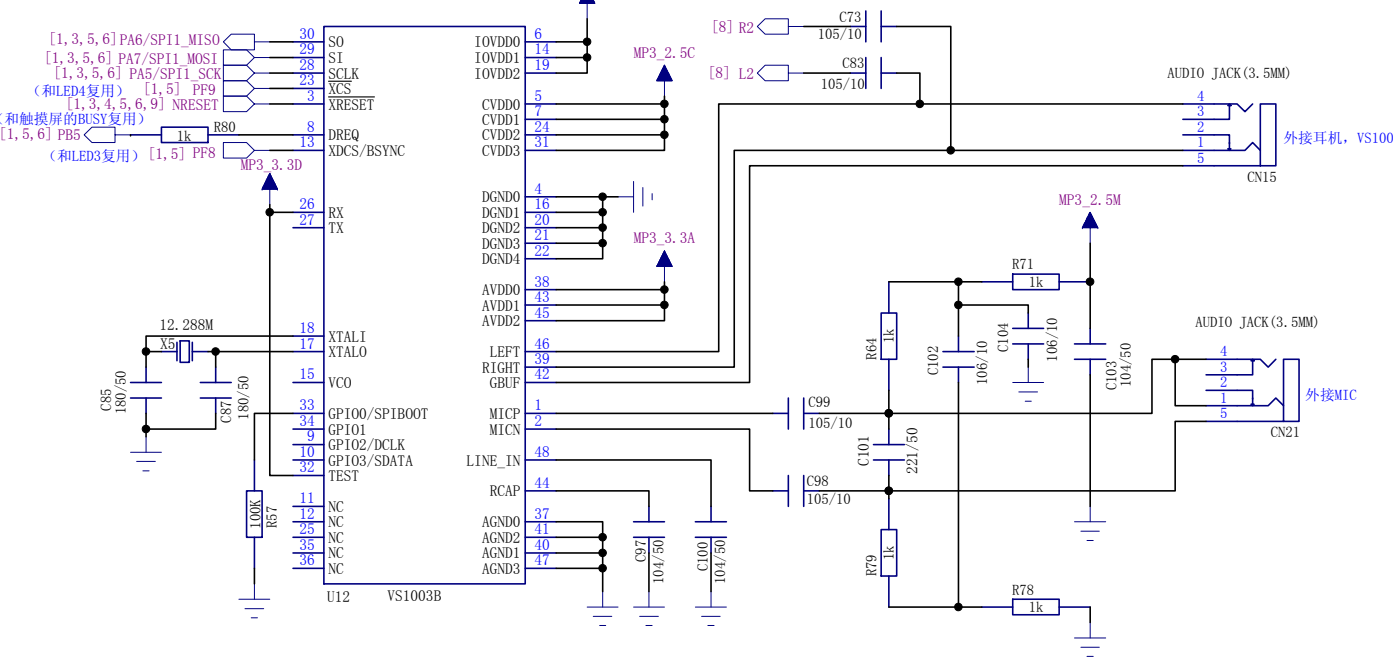 [1,3,5,6] PA6/SPI1_MISO
[1,3,5,6] PA7/SPI1_MOSI
[1,3,5,6] PA5/SPI1_SCK
(和LED4复用) [1,5] PF9
[1,3,4,5,6,9] NRESET
(和触摸屏的BUSY复用)
[1,5,6] PB5
1k
R80
(和LED3复用) [1,5] PF8
MP3_3.3D
30 SO
29 SI
28 SCLK
23 XCS
3 XRESET
8 DREQ
13 XDCS/BSYNC
26 RX
27 TX
18 XTALI
17 XTALO
15 VCO
33 GPIO0/SPIBOOT
34 GPIO1
9 GPIO2/DCLK
10 GPIO3/SDATA
32 TEST
11 NC
12 NC
25 NC
35 NC
36 NC
12.288M
X5
C85
180/50
C87
180/50
100K
R57
U12
VS1003B
IOVDD0 6
IOVDD1 14
IOVDD2 19
CVDD0 5
CVDD1 7
CVDD2 24
CVDD3 31
DGND0 4
DGND1 16
DGND2 20
DGND3 21
DGND4 22
AVDD0 38
AVDD1 43
AVDD2 45
LEFT 46
RIGHT 39
GBUF 42
MICP 1
MICN 2
LINE_IN 48
RCAP 44
AGND0 37
AGND2 41
AGND1 40
AGND3 47
MP3_2.5C
MP3_3.3A
C97
104/50
C100
104/50
[8] R2
C73
105/10
[8] L2
C83
105/10
AUDIO JACK(3.5MM)
4
3
2
1
5
CN15
外接耳机，VS100
MP3_2.5M
R71
1k
R64
1k
C102
106/10
C104
106/10
C103
104/50
C99
105/10
C101
221/50
C98
105/10
R79
1k
R78
1k
AUDIO JACK(3.5MM)
4
3
2
1
5
CN21
外接MIC